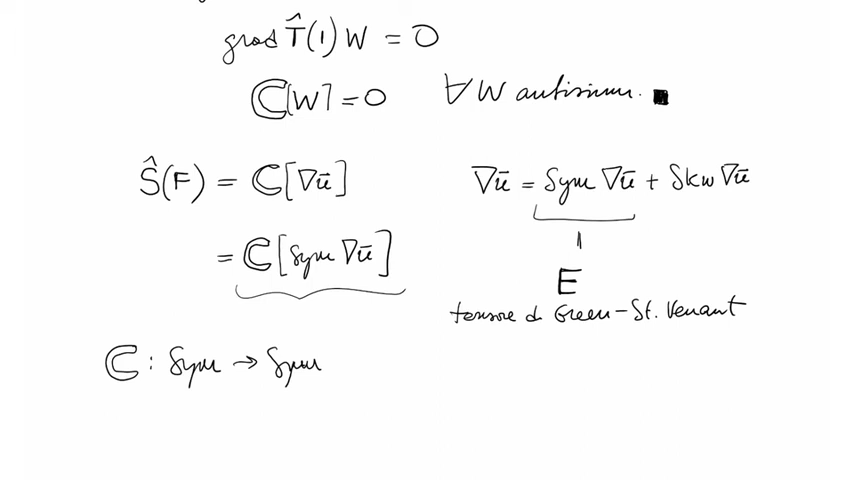 grad T̂(1) W = 0
ℂ[W] = 0 ∀ W antisimm.
Ŝ(F) = ℂ[∇ū] ∇ū = Sym ∇ū + Skw ∇ū
= ℂ[Sym ∇ū] E
tensore di Green-St. Venant
ℂ : Sym → Sym